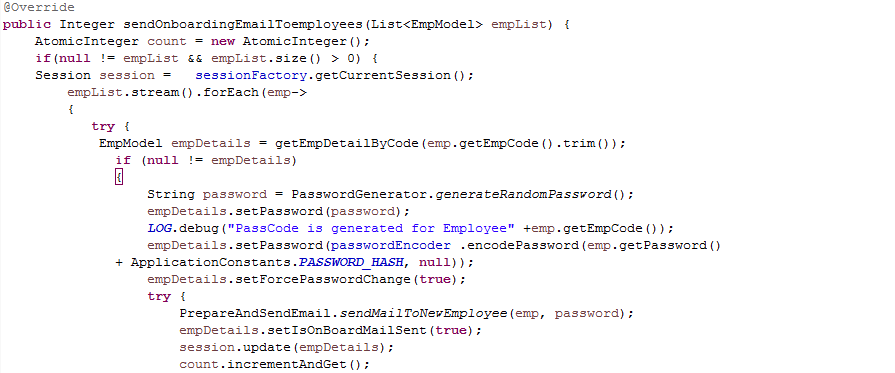 @Override
public Integer sendOnboardingEmailToemployees(List<EmpModel> empList) {
AtomicInteger count = new AtomicInteger();
if(null != empList && empList.size() > 0) {
Session session = sessionFactory.getCurrentSession();
empList.stream().forEach(emp->
{
try {
EmpModel empDetails = getEmpDetailByCode(emp.getEmpCode().trim());
if (null != empDetails)
{
String password = PasswordGenerator.generateRandomPassword();
empDetails.setPassword(password);
LOG.debug("PassCode is generated for Employee" +emp.getEmpCode());
empDetails.setPassword(passwordEncoder .encodePassword(emp.getPassword()
+ ApplicationConstants.PASSWORD_HASH, null));
empDetails.setForcePasswordChange(true);
try {
PrepareAndSendEmail.sendMailToNewEmployee(emp, password);
empDetails.setIsOnBoardMailSent(true);
session.update(empDetails);
count.incrementAndGet();